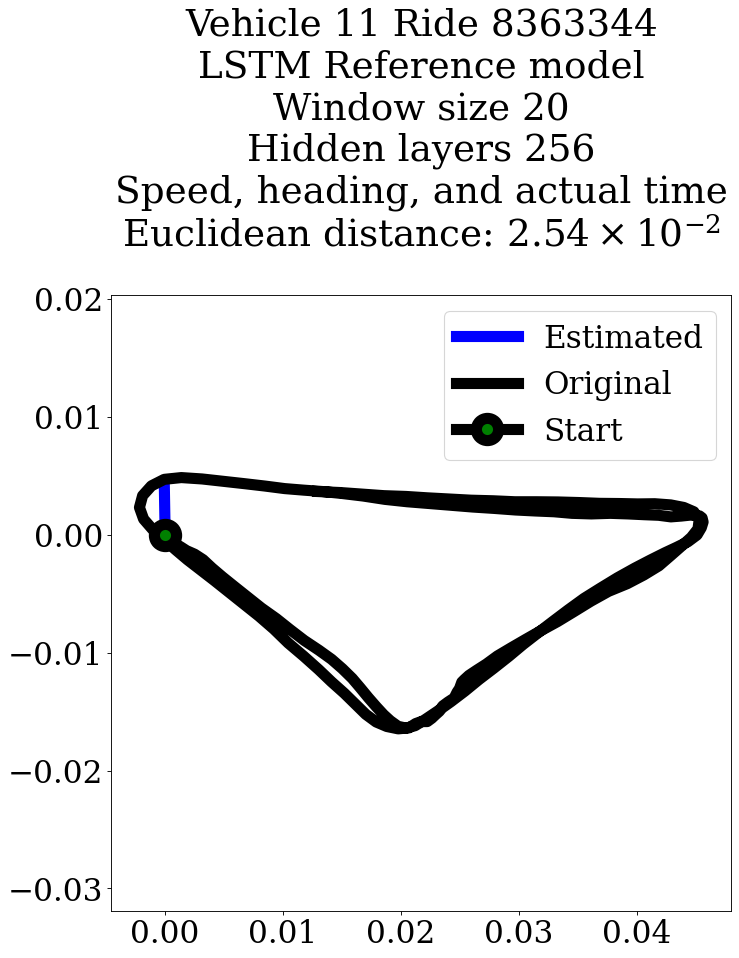 Vehicle 11 Ride 8363344
LSTM Reference model
Window size 20
Hidden layers 256
Speed, heading, and actual time
Euclidean distance: 2.54 × 10⁻²
0.02
0.01
0.00
−0.01
−0.02
−0.03
Estimated
Original
Start
0.00 0.01 0.02 0.03 0.04